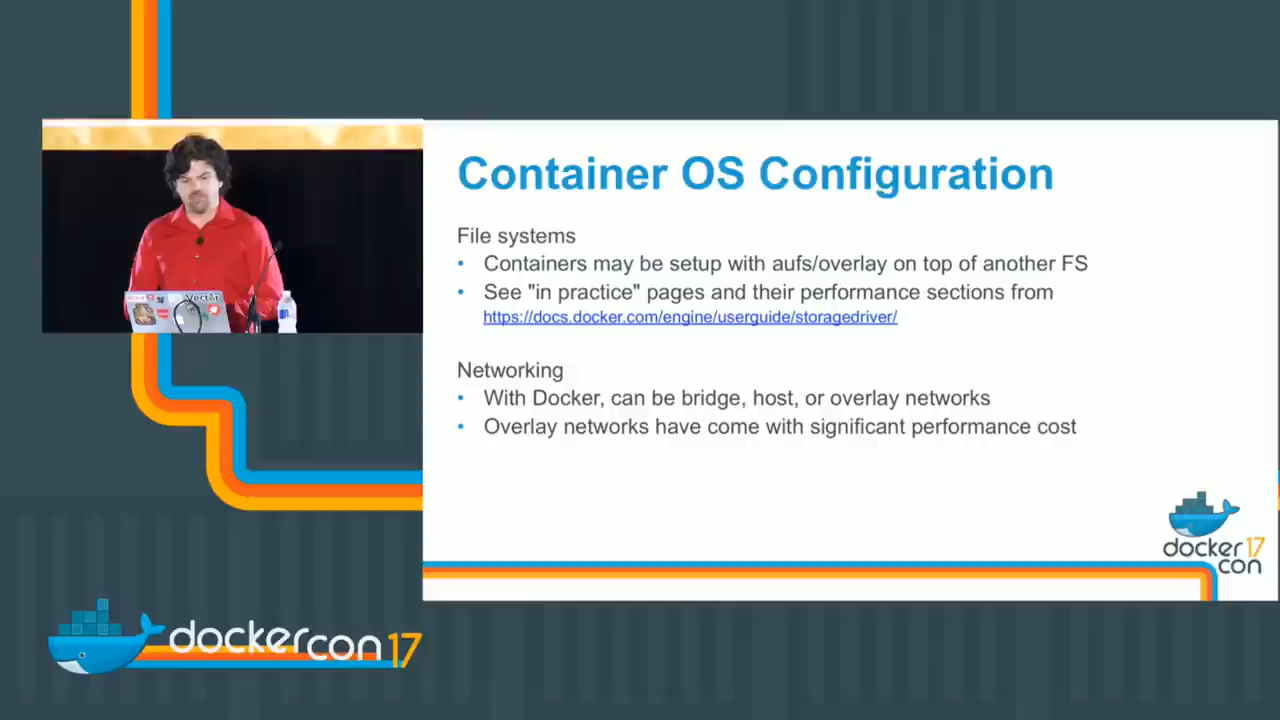 Container OS Configuration
File systems
• Containers may be setup with aufs/overlay on top of another FS
• See "in practice" pages and their performance sections from
https://docs.docker.com/engine/userguide/storagedriver/
Networking
• With Docker, can be bridge, host, or overlay networks
• Overlay networks have come with significant performance cost
docker 17
con
dockercon 17
Vector